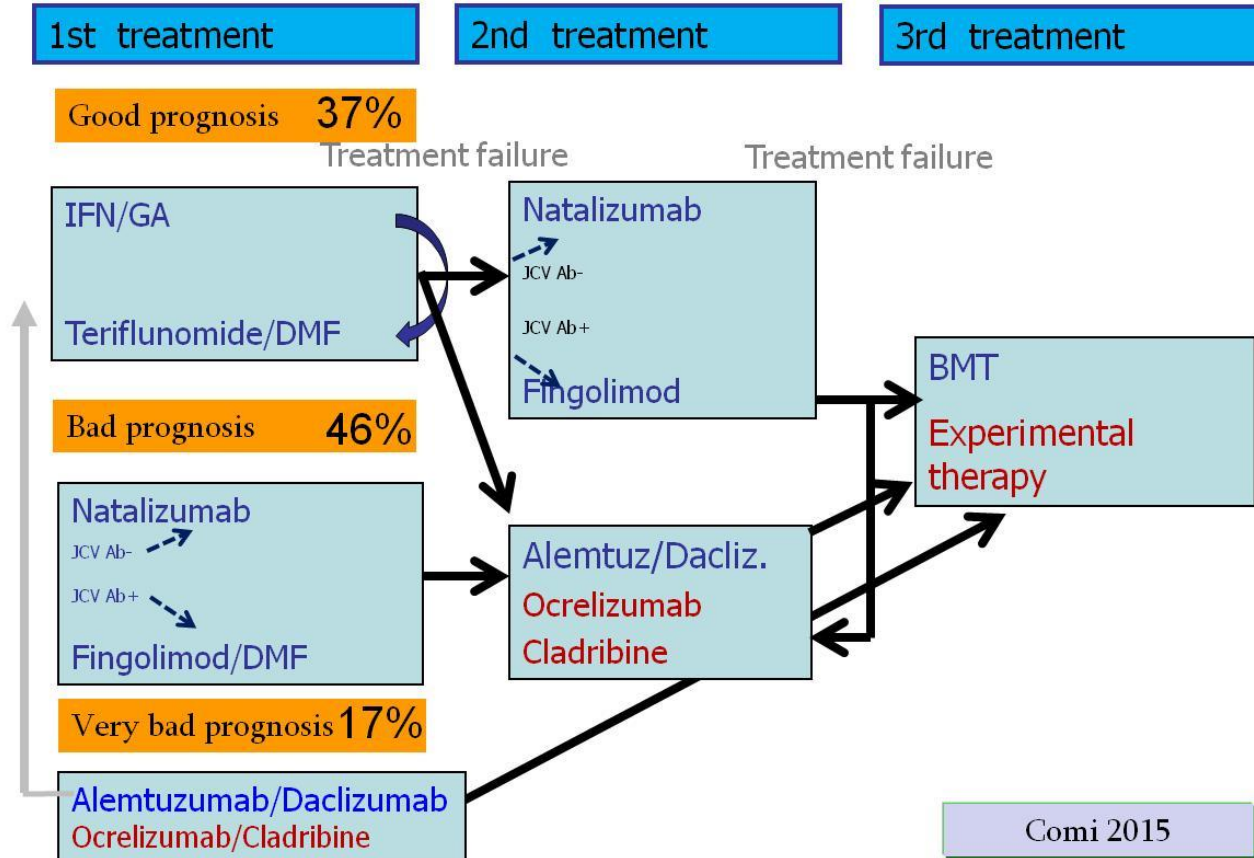 1st treatment
2nd treatment
3rd treatment
Good prognosis 37%
Treatment failure
Treatment failure
IFN/GA
Teriflunomide/DMF
Natalizumab
JCV Ab-
JCV Ab+
Fingolimod
BMT
Experimental
therapy
Bad prognosis 46%
Natalizumab
JCV Ab-
JCV Ab+
Fingolimod/DMF
Alemtuz/Dacliz.
Ocrelizumab
Cladribine
Very bad prognosis 17%
Alemtuzumab/Daclizumab
Ocrelizumab/Cladribine
Comi 2015